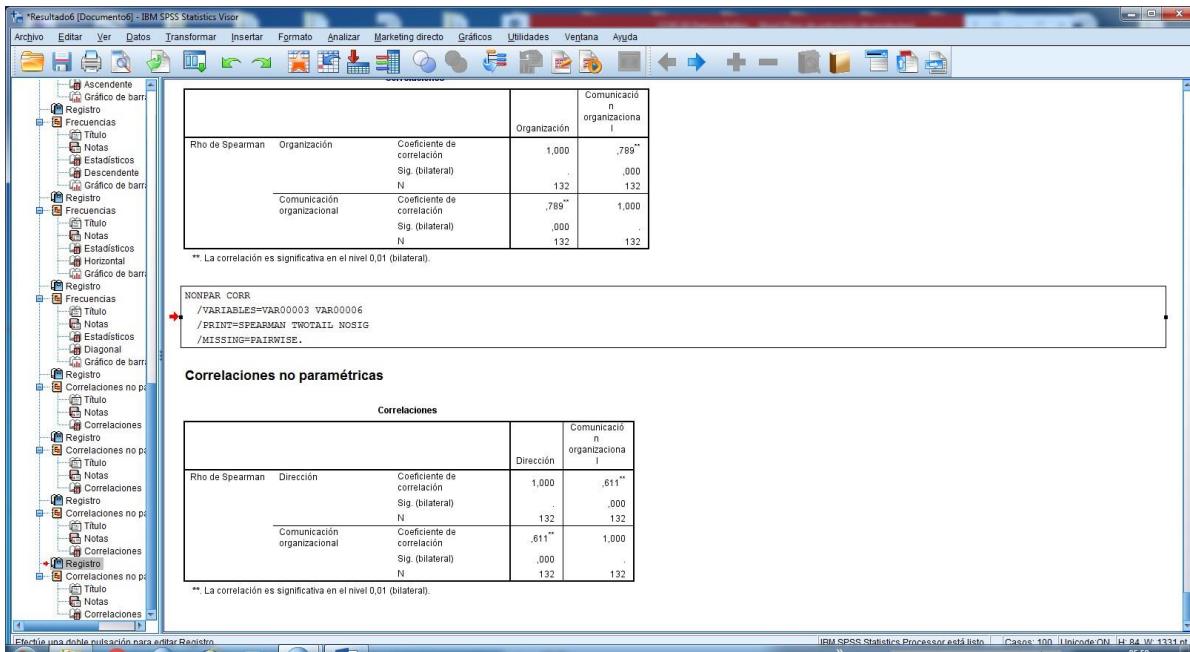 *Resultado6 [Documento6] - IBM SPSS Statistics Visor
Archivo Editar Ver Datos Transformar Insertar Formato Analizar Marketing directo Gráficos Utilidades Ventana Ayuda
Ascendente
Gráfico de barr
Registro
Frecuencias
Título
Notas
Estadísticos
Descendente
Gráfico de barr
Registro
Frecuencias
Título
Notas
Estadísticos
Horizontal
Gráfico de barr
Registro
Frecuencias
Título
Notas
Estadísticos
Diagonal
Gráfico de barr
Registro
Correlaciones no pa
Título
Notas
Correlaciones
Registro
Correlaciones no pa
Título
Notas
Correlaciones
Registro
Correlaciones no pa
Título
Notas
Correlaciones
Registro
Correlaciones no pa
Título
Notas
Correlaciones
Correlaciones
Organización
Comunicació
n
organizaciona
l
Rho de Spearman Organización Coeficiente de
correlación 1,000 ,789**
Sig. (bilateral) . ,000
N 132 132
Comunicación
organizacional Coeficiente de
correlación ,789** 1,000
Sig. (bilateral) ,000 .
N 132 132
**. La correlación es significativa en el nivel 0,01 (bilateral).
NONPAR CORR
/VARIABLES=VAR00003 VAR00006
/PRINT=SPEARMAN TWOTAIL NOSIG
/MISSING=PAIRWISE.
Correlaciones no paramétricas
Correlaciones
Dirección
Comunicació
n
organizaciona
l
Rho de Spearman Dirección Coeficiente de
correlación 1,000 ,611**
Sig. (bilateral) . ,000
N 132 132
Comunicación
organizacional Coeficiente de
correlación ,611** 1,000
Sig. (bilateral) ,000 .
N 132 132
**. La correlación es significativa en el nivel 0,01 (bilateral).
Efectúe una doble pulsación para editar Registro
IBM SPSS Statistics Processor está listo Casos: 100 Unicode:ON H: 84, W: 1331 pt